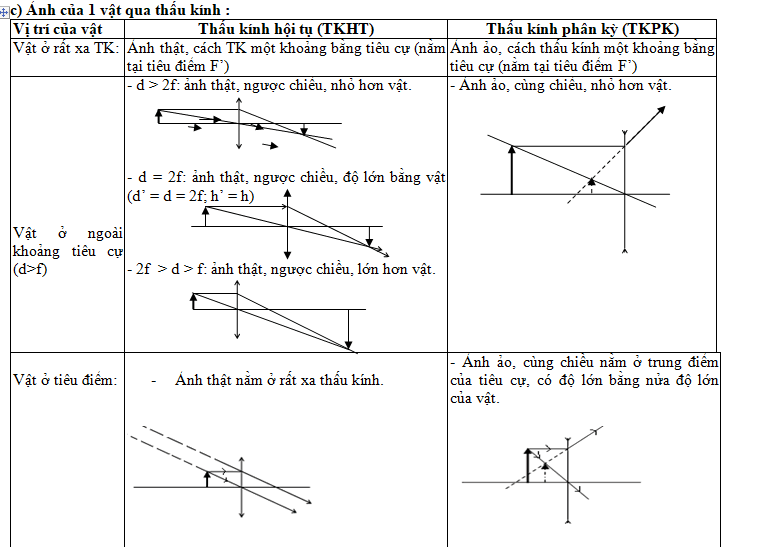 c) Ảnh của 1 vật qua thấu kính :
Vị trí của vật
Thấu kính hội tụ (TKHT)
Thấu kính phân kỳ (TKPK)
Vật ở rất xa TK:
Ảnh thật, cách TK một khoảng bằng tiêu cự (nằm
tại tiêu điểm F’)
Ảnh ảo, cách thấu kính một khoảng bằng
tiêu cự (nằm tại tiêu điểm F’)
Vật ở ngoài
khoảng tiêu cự
(d>f)
- d > 2f: ảnh thật, ngược chiều, nhỏ hơn vật.
- d = 2f: ảnh thật, ngược chiều, độ lớn bằng vật
(d’ = d = 2f; h’ = h)
- 2f > d > f: ảnh thật, ngược chiều, lớn hơn vật.
- Ảnh ảo, cùng chiều, nhỏ hơn vật.
Vật ở tiêu điểm:
- Ảnh thật nằm ở rất xa thấu kính.
- Ảnh ảo, cùng chiều nằm ở trung điểm
của tiêu cự, có độ lớn bằng nửa độ lớn
của vật.